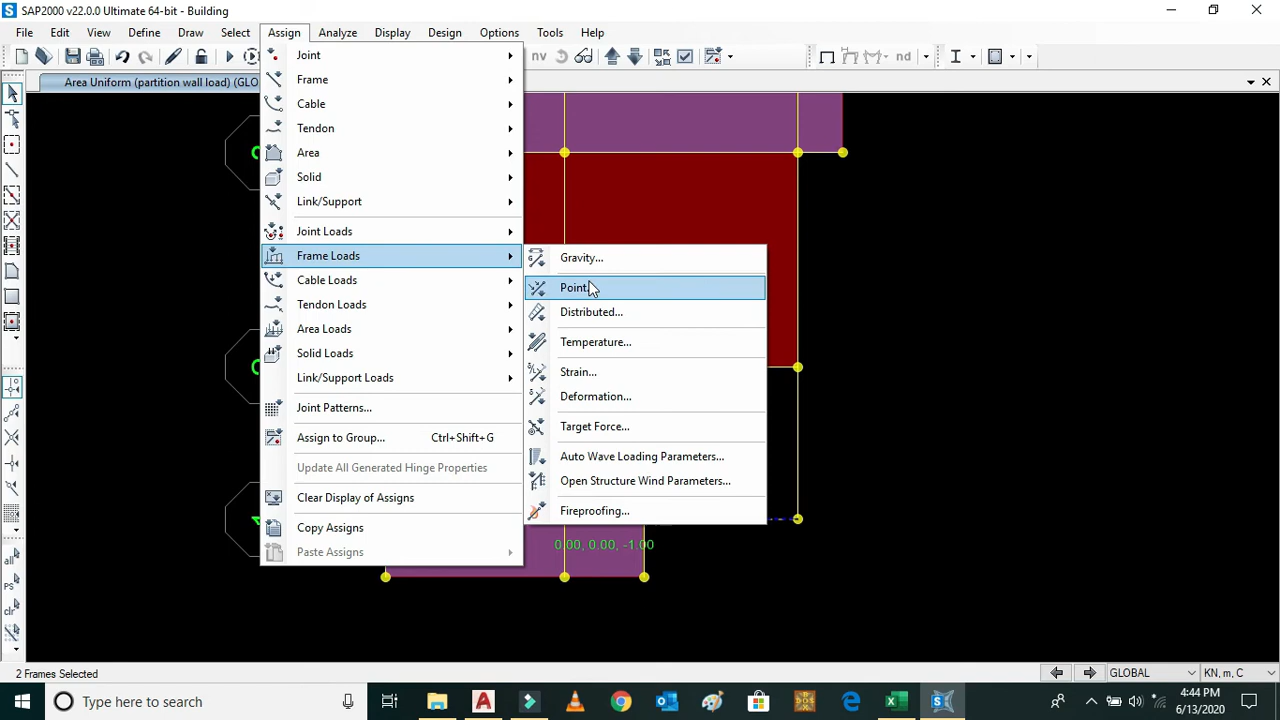 SAP2000 v22.0.0 Ultimate 64-bit - Building
File Edit View Define Draw Select Assign Analyze Display Design Options Tools Help
nv
nd
Area Uniform (partition wall load) (GLO
Joint
Frame
Cable
Tendon
Area
Solid
Link/Support
Joint Loads
Frame Loads
Cable Loads
Tendon Loads
Area Loads
Solid Loads
Link/Support Loads
Joint Patterns...
Assign to Group... Ctrl+Shift+G
Update All Generated Hinge Properties
Clear Display of Assigns
Copy Assigns
Paste Assigns
Gravity...
Point...
Distributed...
Temperature...
Strain...
Deformation...
Target Force...
Auto Wave Loading Parameters...
Open Structure Wind Parameters...
Fireproofing...
0.00, 0.00, -1.00
all
PS
clr
2 Frames Selected
GLOBAL
KN, m, C
Type here to search
4:44 PM
6/13/2020